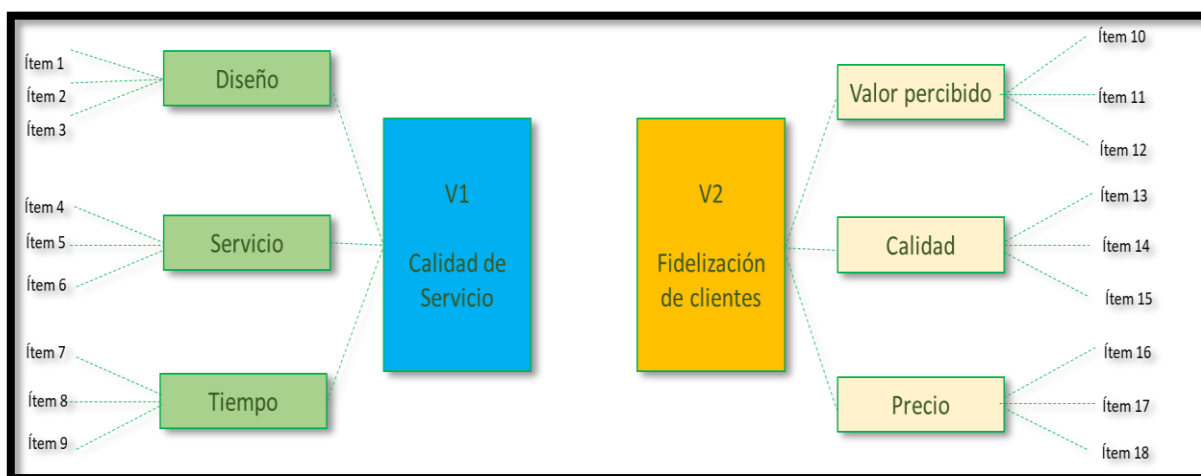 Ítem 1
Ítem 2
Ítem 3
Diseño
Ítem 4
Ítem 5
Ítem 6
Servicio
Ítem 7
Ítem 8
Ítem 9
Tiempo
V1
Calidad de
Servicio
V2
Fidelización
de clientes
Valor percibido
Ítem 10
Ítem 11
Ítem 12
Calidad
Ítem 13
Ítem 14
Ítem 15
Precio
Ítem 16
Ítem 17
Ítem 18